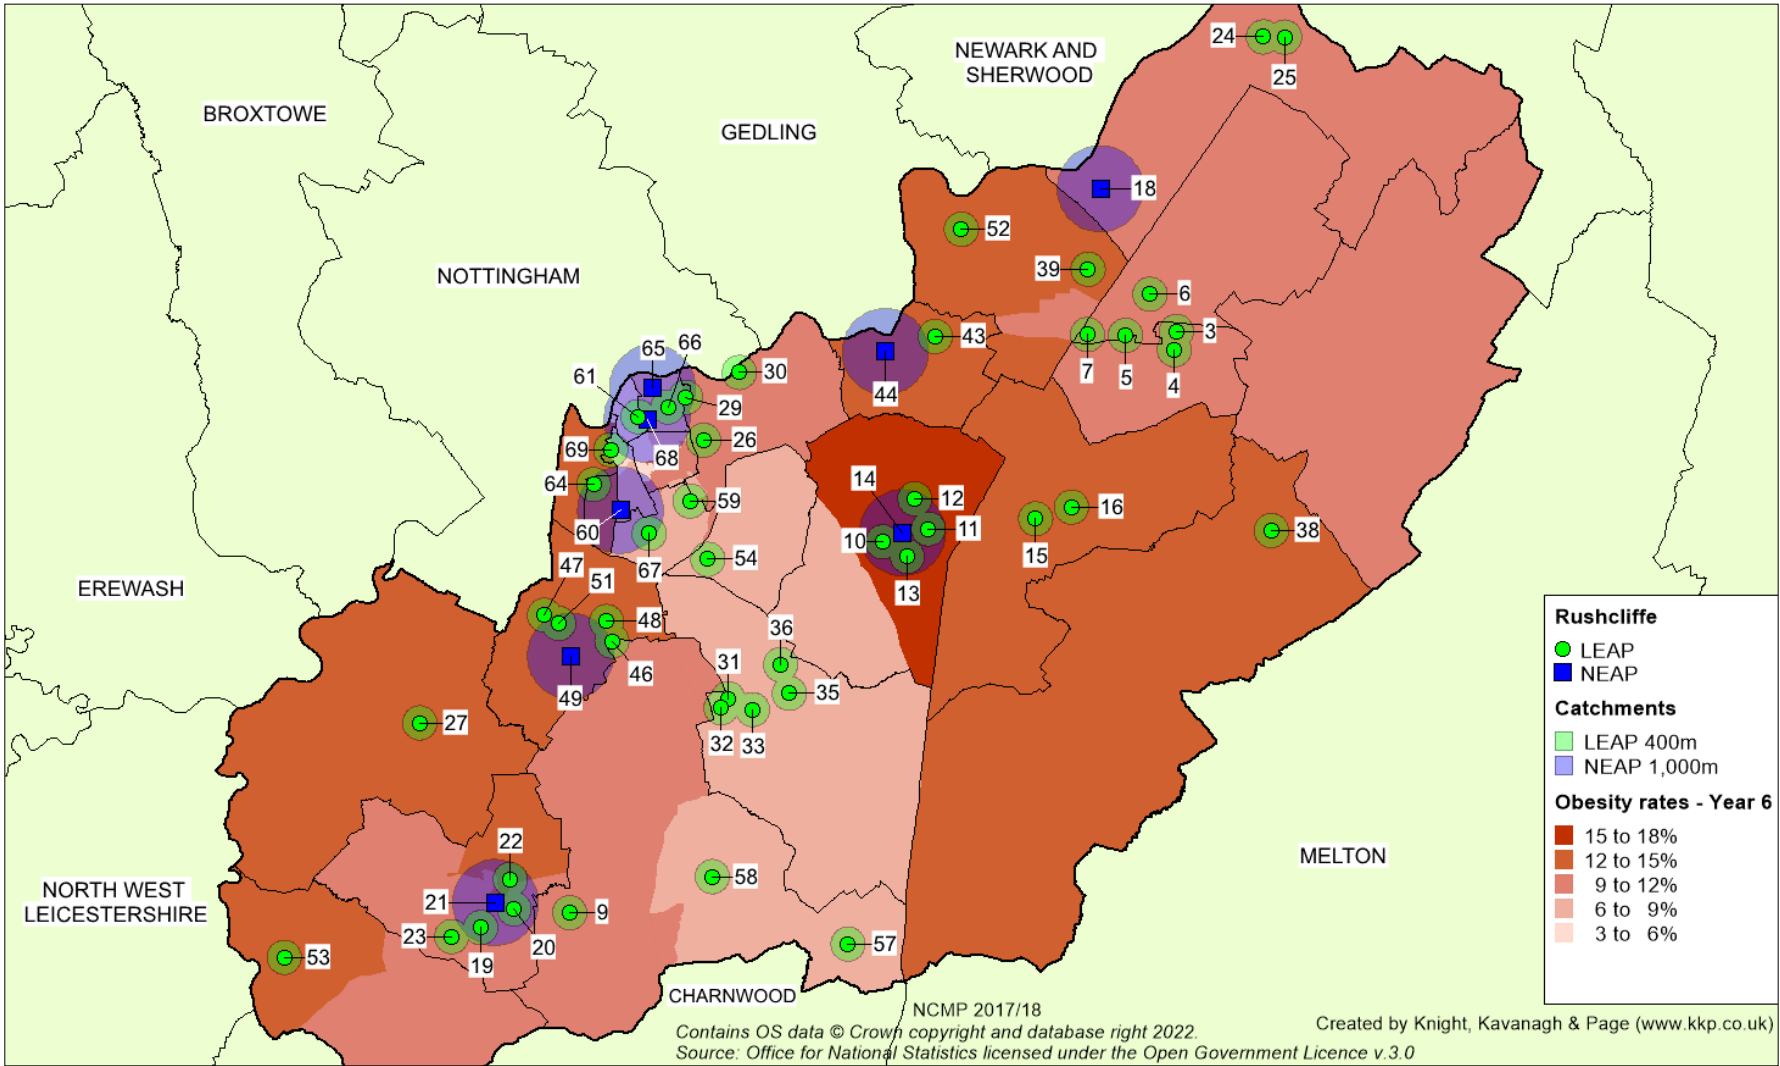 24
25
NEWARK AND
SHERWOOD
BROXTOWE
GEDLING
18
52
39
NOTTINGHAM
6
3
43
7
5
4
65
66
61
30
44
29
26
69
68
64
14
12
59
16
60
11
10
38
15
54
47
51
67
13
EREWASH
48
36
46
31
35
49
27
32
33
22
58
MELTON
NORTH WEST
LEICESTERSHIRE
21
9
23
20
57
53
19
CHARNWOOD
Rushcliffe
LEAP
NEAP
Catchments
LEAP 400m
NEAP 1,000m
Obesity rates - Year 6
15 to 18%
12 to 15%
9 to 12%
6 to 9%
3 to 6%
NCMP 2017/18
Contains OS data © Crown copyright and database right 2022.
Source: Office for National Statistics licensed under the Open Government Licence v.3.0
Created by Knight, Kavanagh & Page (www.kkp.co.uk)